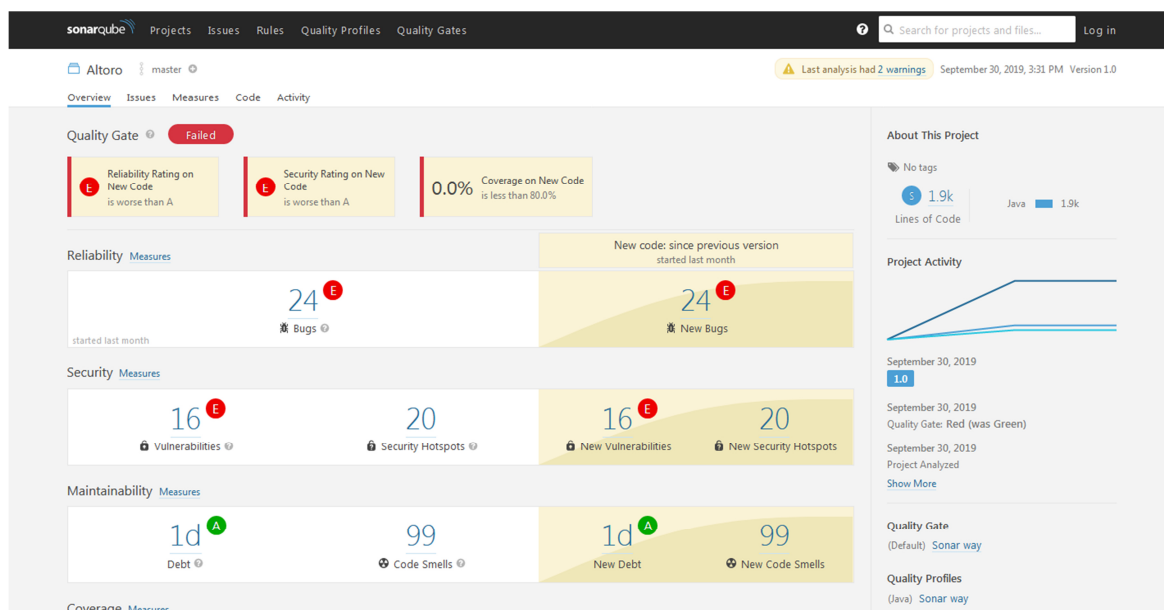 sonarqube Projects Issues Rules Quality Profiles Quality Gates ? Search for projects and files... Log in
Altoro master Last analysis had 2 warnings September 30, 2019, 3:31 PM Version 1.0
Overview Issues Measures Code Activity
Quality Gate ? Failed
E Reliability Rating on New Code is worse than A
E Security Rating on New Code is worse than A
0.0% Coverage on New Code is less than 80.0%
New code: since previous version
started last month
Reliability Measures
24 E
Bugs ?
started last month
24 E
New Bugs
Security Measures
16 E
Vulnerabilities ?
20
Security Hotspots ?
16 E
New Vulnerabilities
20
New Security Hotspots
Maintainability Measures
1d A
Debt ?
99
Code Smells ?
1d A
New Debt
99
New Code Smells
Coverage Measures
About This Project
No tags
S 1.9k
Lines of Code
Java 1.9k
Project Activity
September 30, 2019
1.0
September 30, 2019
Quality Gate: Red (was Green)
September 30, 2019
Project Analyzed
Show More
Quality Gate
(Default) Sonar way
Quality Profiles
(Java) Sonar way